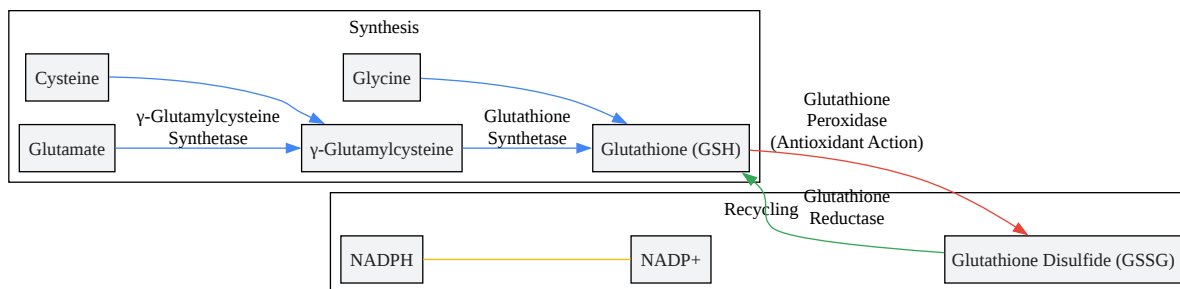 Synthesis
Cysteine
Glycine
γ-Glutamylcysteine
Synthetase
Glutathione
Synthetase
Glutathione
Peroxidase
(Antioxidant Action)
Glutamate
γ-Glutamylcysteine
Glutathione (GSH)
Recycling
Glutathione
Reductase
NADPH
NADP+
Glutathione Disulfide (GSSG)